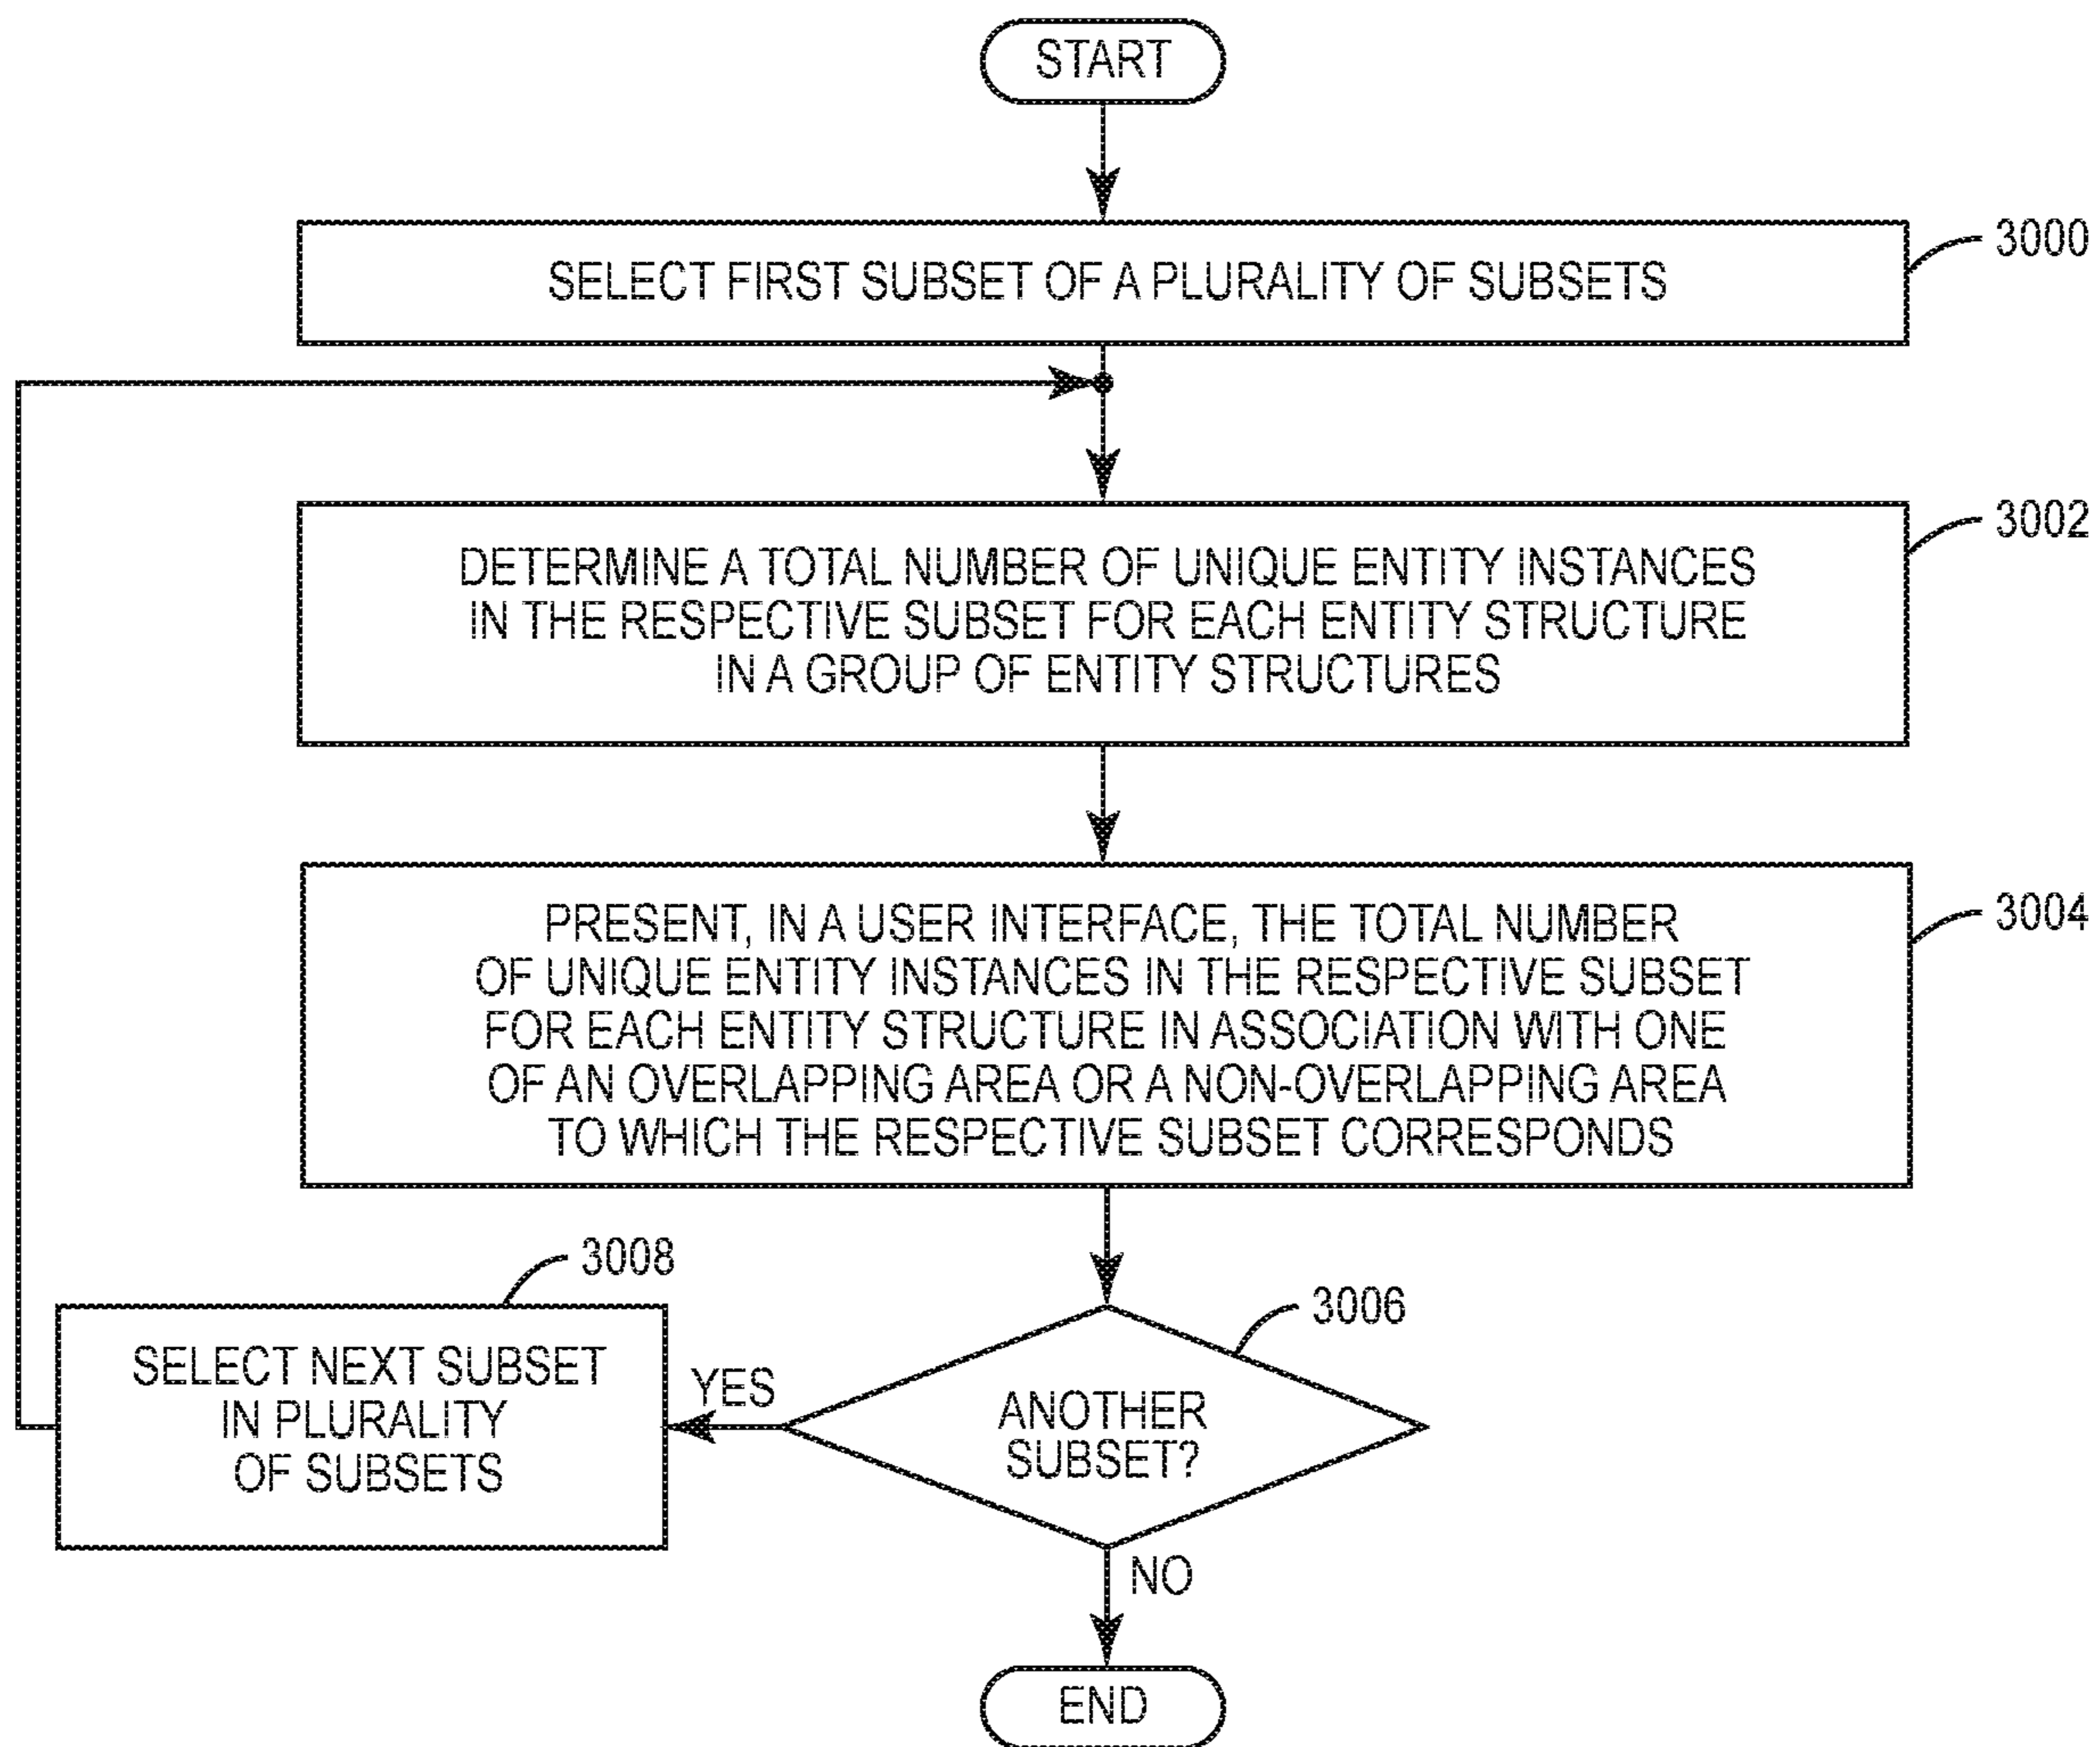 START
SELECT FIRST SUBSET OF A PLURALITY OF SUBSETS
3000
DETERMINE A TOTAL NUMBER OF UNIQUE ENTITY INSTANCES
IN THE RESPECTIVE SUBSET FOR EACH ENTITY STRUCTURE
IN A GROUP OF ENTITY STRUCTURES
3002
PRESENT, IN A USER INTERFACE, THE TOTAL NUMBER
OF UNIQUE ENTITY INSTANCES IN THE RESPECTIVE SUBSET
FOR EACH ENTITY STRUCTURE IN ASSOCIATION WITH ONE
OF AN OVERLAPPING AREA OR A NON-OVERLAPPING AREA
TO WHICH THE RESPECTIVE SUBSET CORRESPONDS
3004
ANOTHER
SUBSET?
3006
YES
SELECT NEXT SUBSET
IN PLURALITY
OF SUBSETS
3008
NO
END